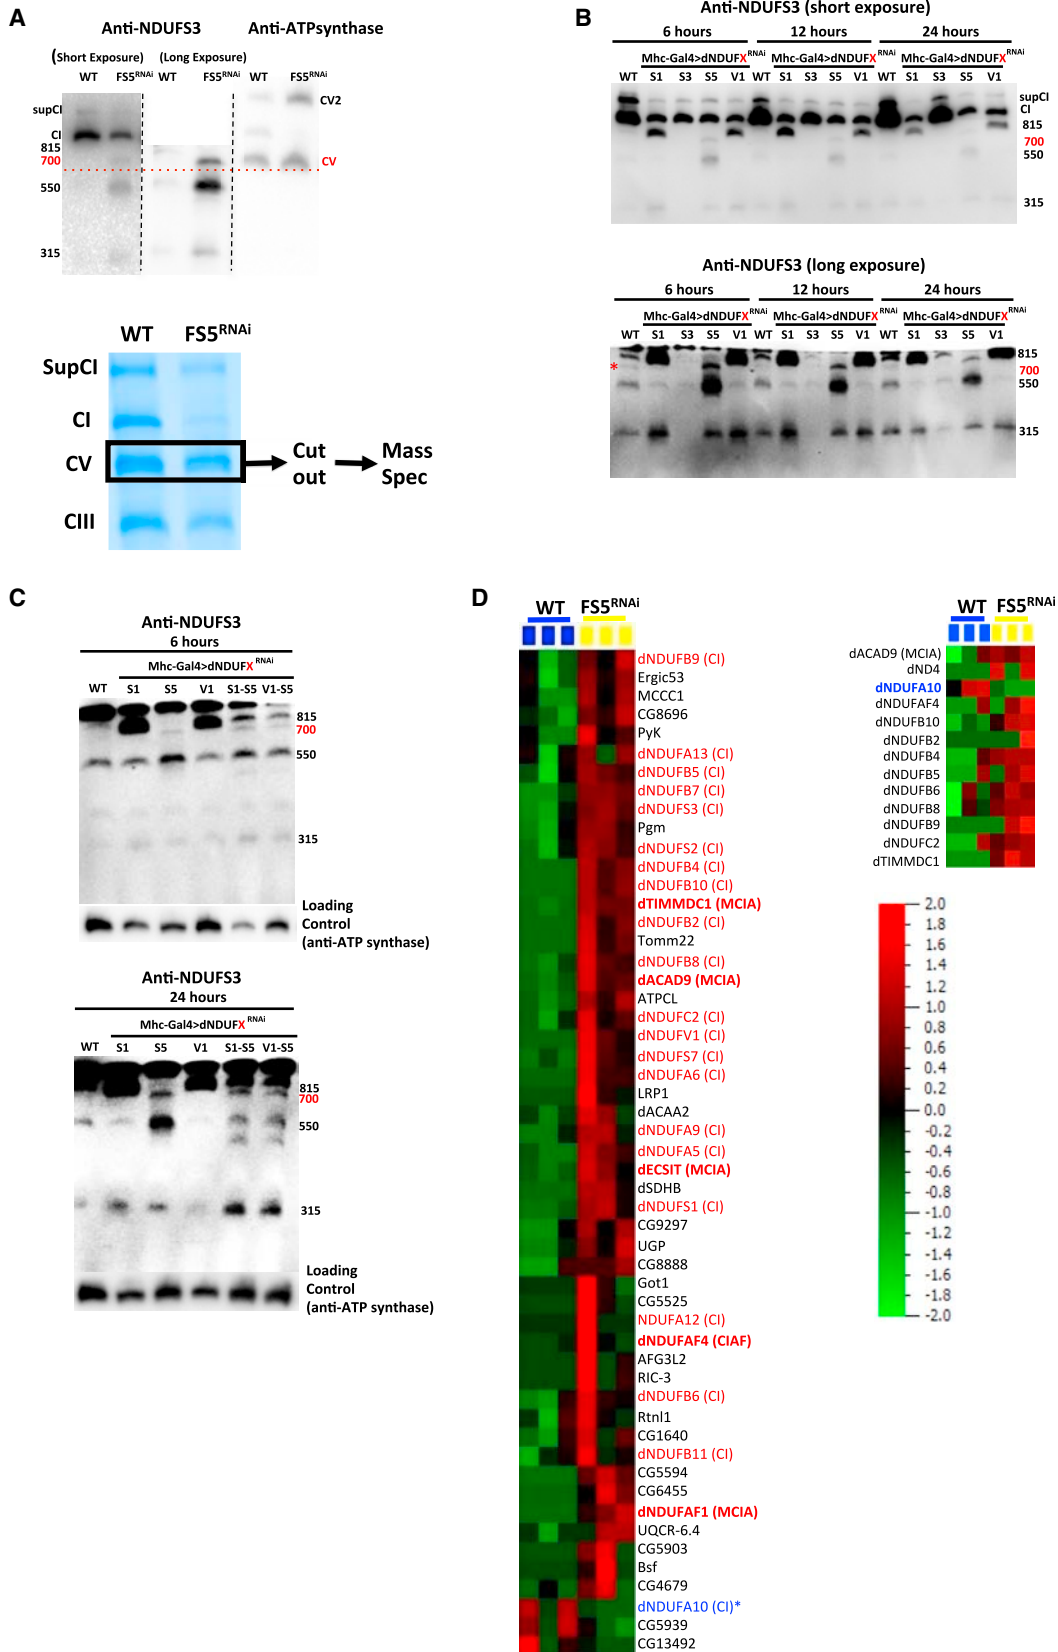 A
Anti-NDUFS3
Anti-ATPsynthase
(Short Exposure)
(Long Exposure)
WT
FS5RNAi
WT
FS5RNAi
WT
FS5RNAi
supCI
CI
815
700
550
315
CV2
CV
WT
FS5RNAi
SupCI
CI
CV
CIII
Cut out
Mass Spec
B
Anti-NDUFS3 (short exposure)
6 hours
12 hours
24 hours
Mhc-Gal4>dNDUFXRNAi
Mhc-Gal4>dNDUFXRNAi
Mhc-Gal4>dNDUFXRNAi
WT S1 S3 S5 V1 WT S1 S3 S5 V1 WT S1 S3 S5 V1
supCI
CI
815
700
550
315
Anti-NDUFS3 (long exposure)
6 hours
12 hours
24 hours
Mhc-Gal4>dNDUFXRNAi
Mhc-Gal4>dNDUFXRNAi
Mhc-Gal4>dNDUFXRNAi
WT S1 S3 S5 V1 WT S1 S3 S5 V1 WT S1 S3 S5 V1
*
815
700
550
315
C
Anti-NDUFS3
6 hours
Mhc-Gal4>dNDUFXRNAi
WT S1 S5 V1 S1-S5 V1-S5
815
700
550
315
Loading
Control
(anti-ATP synthase)
Anti-NDUFS3
24 hours
Mhc-Gal4>dNDUFXRNAi
WT S1 S5 V1 S1-S5 V1-S5
815
700
550
315
Loading
Control
(anti-ATP synthase)
D
WT
FS5RNAi
dNDUFB9 (CI)
Ergic53
MCCC1
CG8696
PyK
dNDUFA13 (CI)
dNDUFB5 (CI)
dNDUFB7 (CI)
dNDUFS3 (CI)
Pgm
dNDUFS2 (CI)
dNDUFB4 (CI)
dNDUFB10 (CI)
dTIMMDC1 (MCIA)
dNDUFB2 (CI)
Tomm22
dNDUFB8 (CI)
dACAD9 (MCIA)
ATPCL
dNDUFC2 (CI)
dNDUFV1 (CI)
dNDUFS7 (CI)
dNDUFA6 (CI)
LRP1
dACAA2
dNDUFA9 (CI)
dNDUFA5 (CI)
dECSIT (MCIA)
dSDHB
dNDUFS1 (CI)
CG9297
UGP
CG8888
Got1
CG5525
NDUFA12 (CI)
dNDUFAF4 (CIAF)
AFG3L2
RIC-3
dNDUFB6 (CI)
Rtnl1
CG1640
dNDUFB11 (CI)
CG5594
CG6455
dNDUFAF1 (MCIA)
UQCR-6.4
CG5903
Bsf
CG4679
dNDUFA10 (CI)*
CG5939
CG13492
WT
FS5RNAi
dACAD9 (MCIA)
dND4
dNDUFA10
dNDUFAF4
dNDUFB10
dNDUFB2
dNDUFB4
dNDUFB5
dNDUFB6
dNDUFB8
dNDUFB9
dNDUFC2
dTIMMDC1
2.0
1.8
1.6
1.4
1.2
1.0
0.8
0.6
0.4
0.2
0.0
-0.2
-0.4
-0.6
-0.8
-1.0
-1.2
-1.4
-1.6
-1.8
-2.0